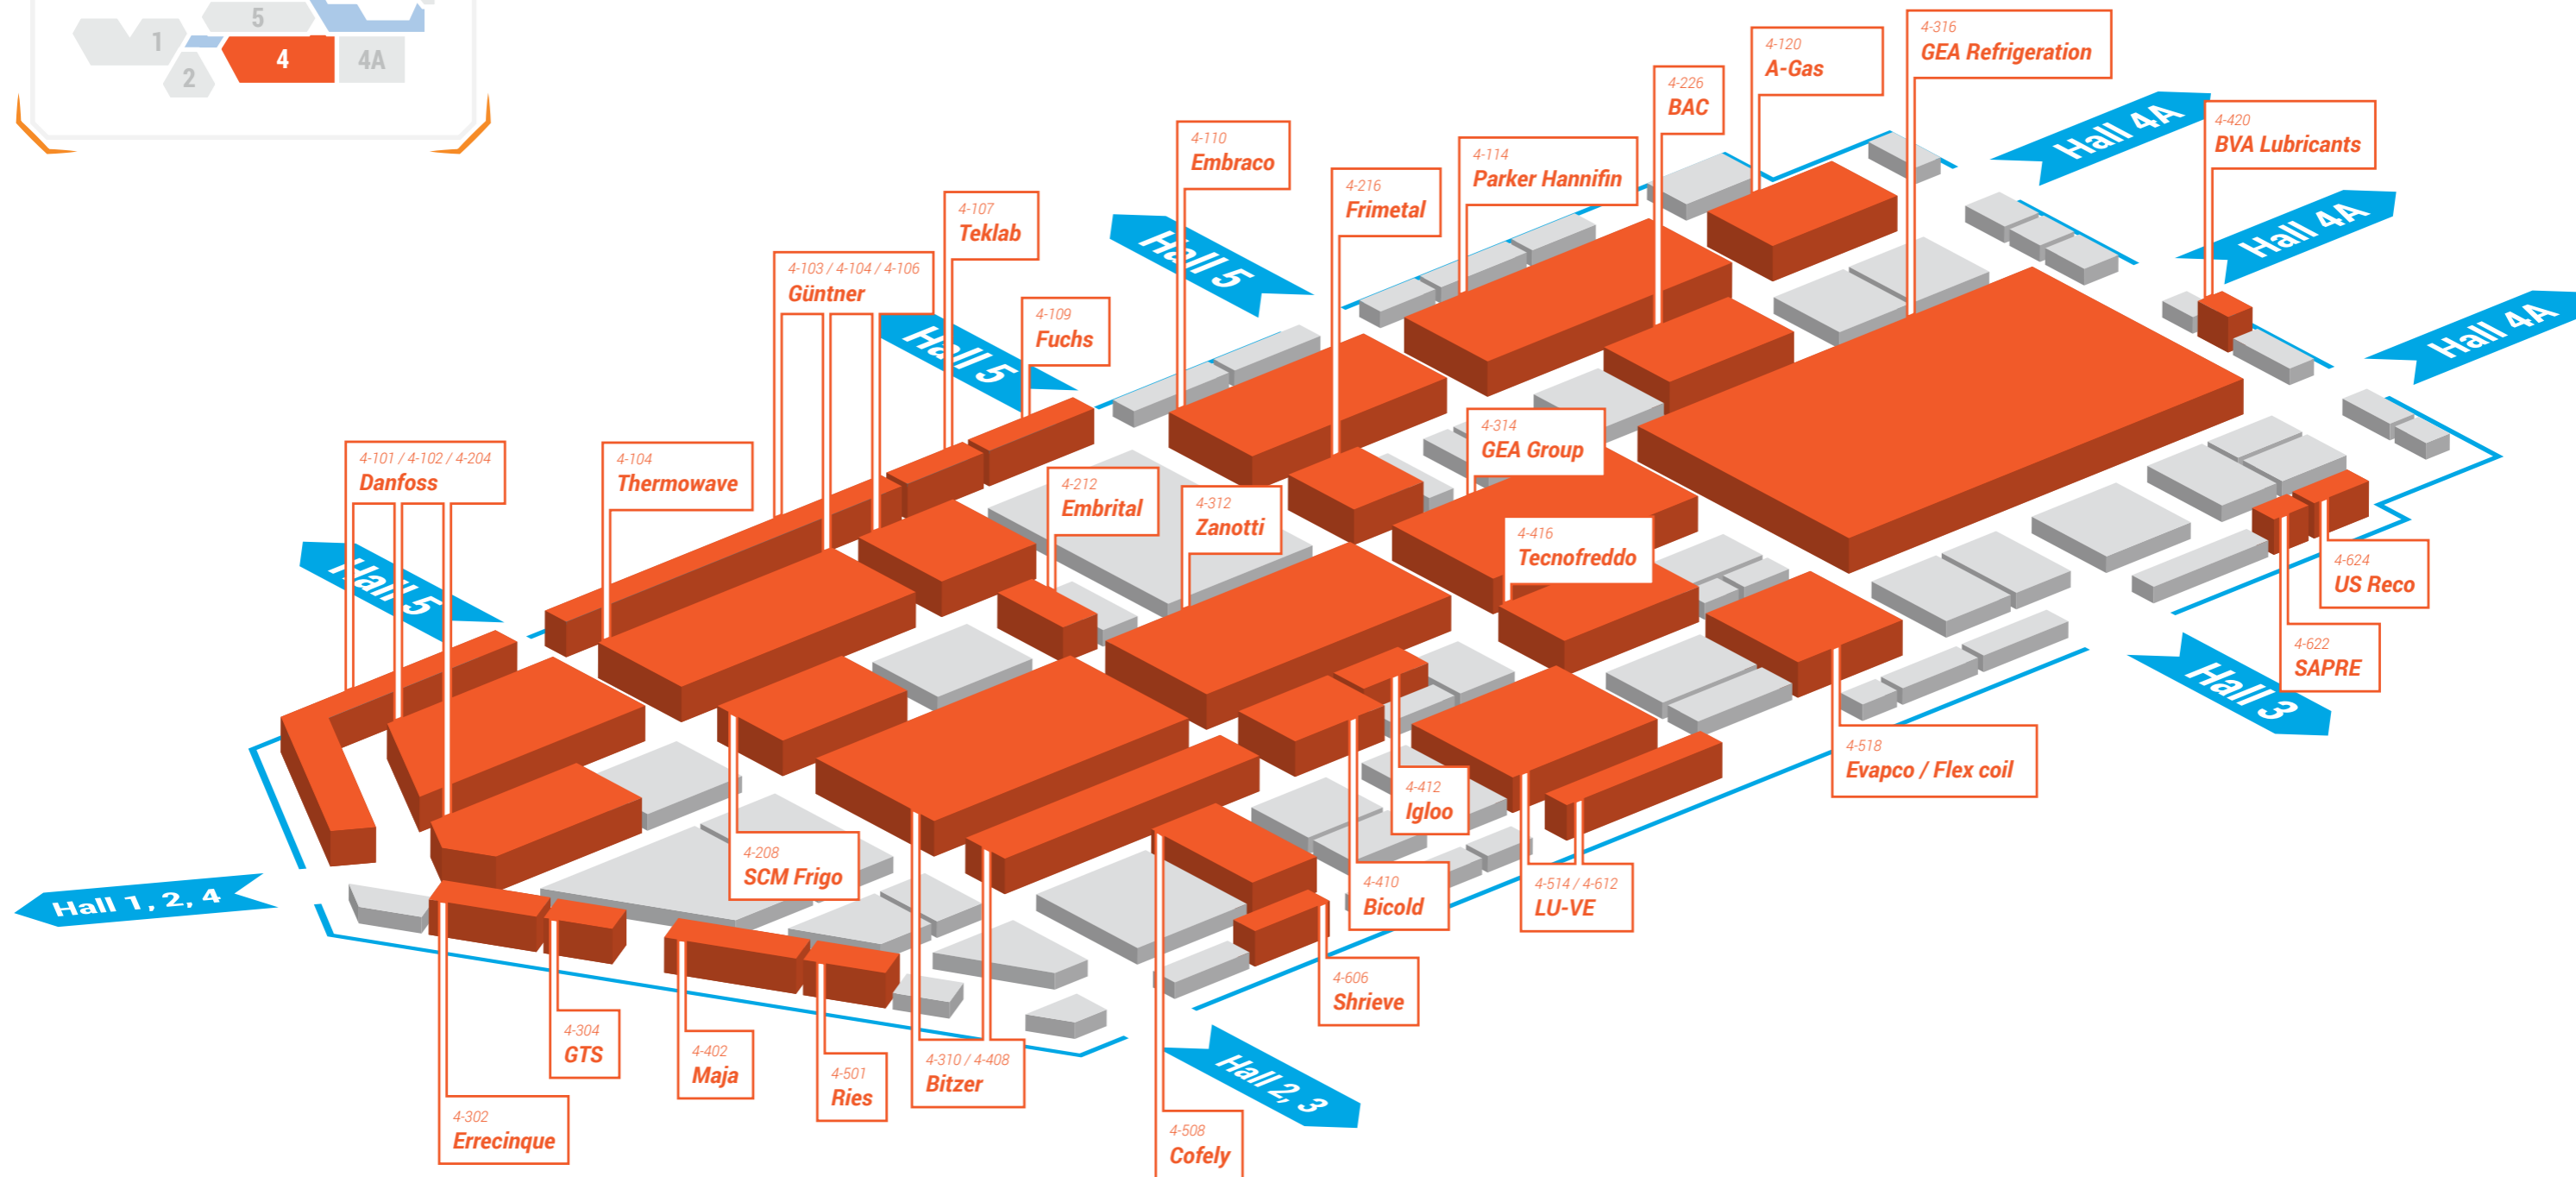 5
1
4
4A
2
4-316
GEA Refrigeration
4-120
A-Gas
4-226
BAC
4-420
BVA Lubricants
4-110
Embraco
4-114
Parker Hannifin
4-216
Frimetal
4-107
Teklab
4-103 / 4-104 / 4-106
Güntner
4-109
Fuchs
Hall 4A
Hall 4A
Hall 4A
Hall 5
Hall 5
Hall 5
4-101 / 4-102 / 4-204
Danfoss
4-104
Thermowave
4-212
Embrital
4-312
Zanotti
4-314
GEA Group
4-416
Tecnofreddo
4-624
US Reco
4-622
SAPRE
Hall 3
4-518
Evapco / Flex coil
4-412
Igloo
4-208
SCM Frigo
4-410
Bicold
4-514 / 4-612
LU-VE
Hall 1, 2, 4
4-606
Shrieve
4-304
GTS
4-402
Maja
4-501
Ries
4-310 / 4-408
Bitzer
Hall 2, 3
4-302
Errecinque
4-508
Cofely